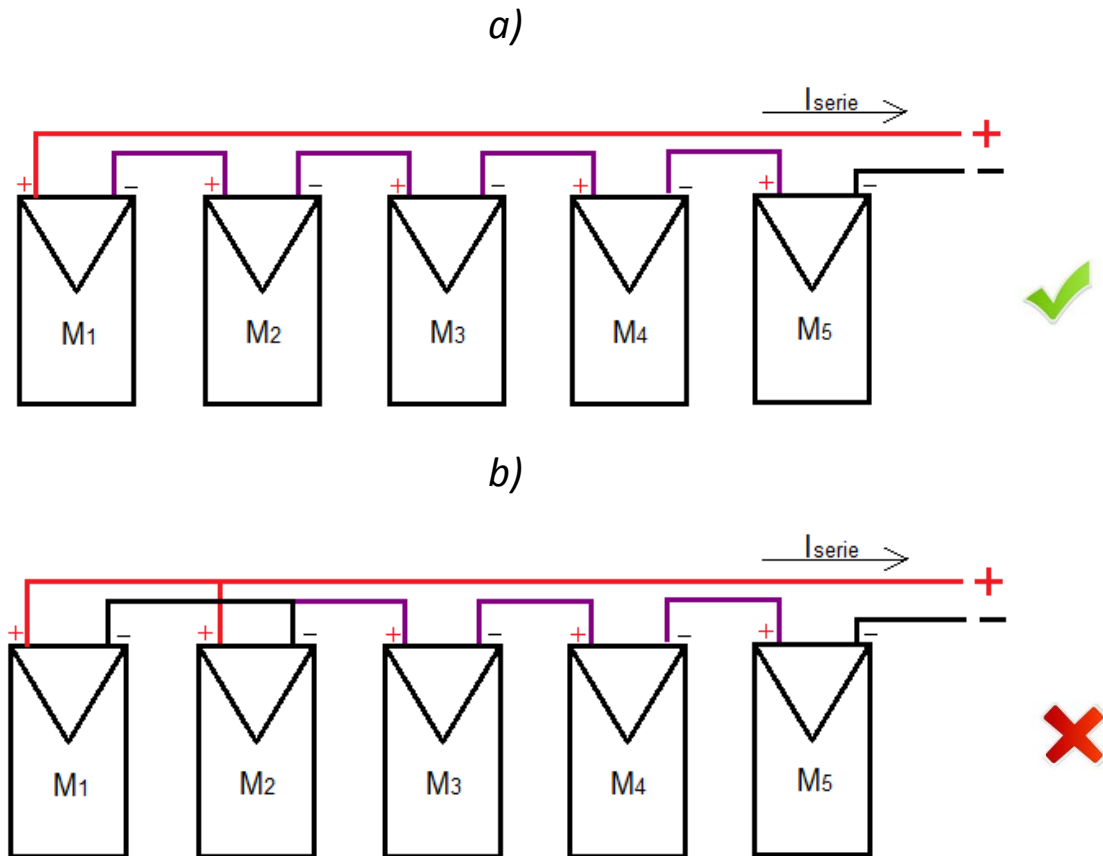 a)
Iserie
+
+ − + − + − + − + − −
M1 M2 M3 M4 M5
b)
Iserie
+
+ − + − + − + − + − −
M1 M2 M3 M4 M5